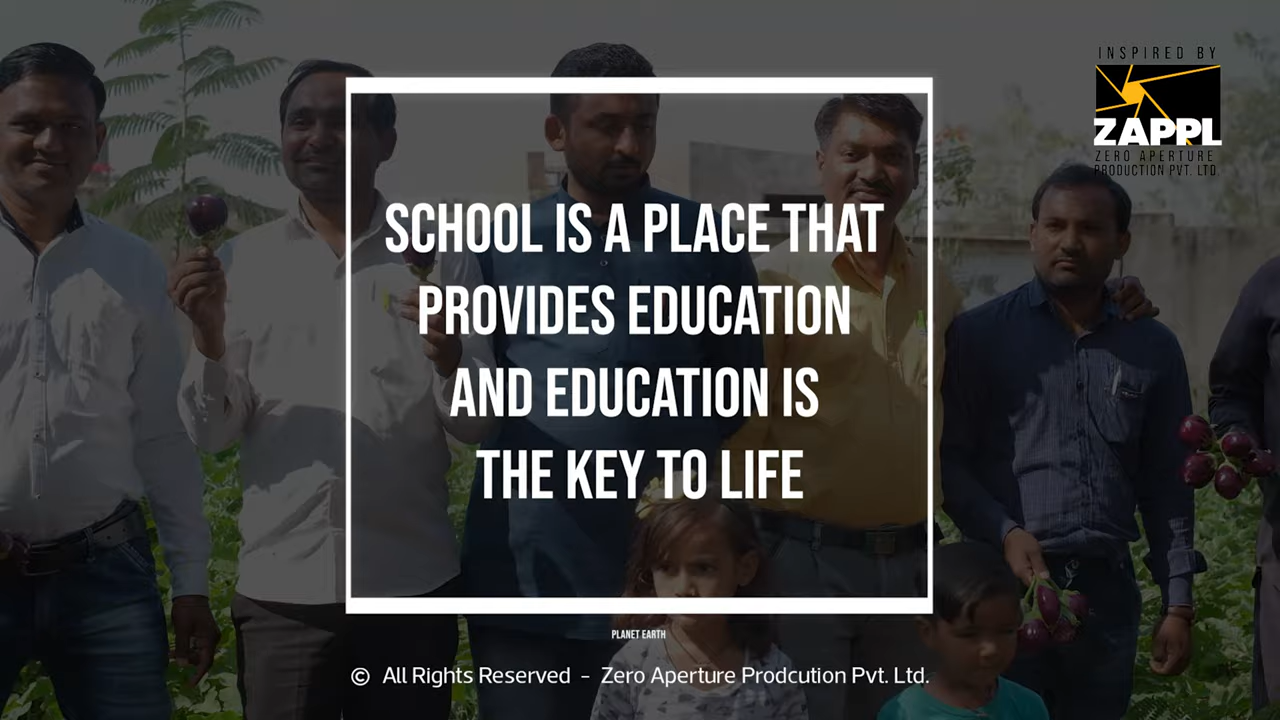 INSPIRED BY
ZAPPL
ZERO APERTURE
PRODUCTION PVT. LTD.
SCHOOL IS A PLACE THAT
PROVIDES EDUCATION
AND EDUCATION IS
THE KEY TO LIFE
PLANET EARTH
© All Rights Reserved - Zero Aperture Prodcution Pvt. Ltd.